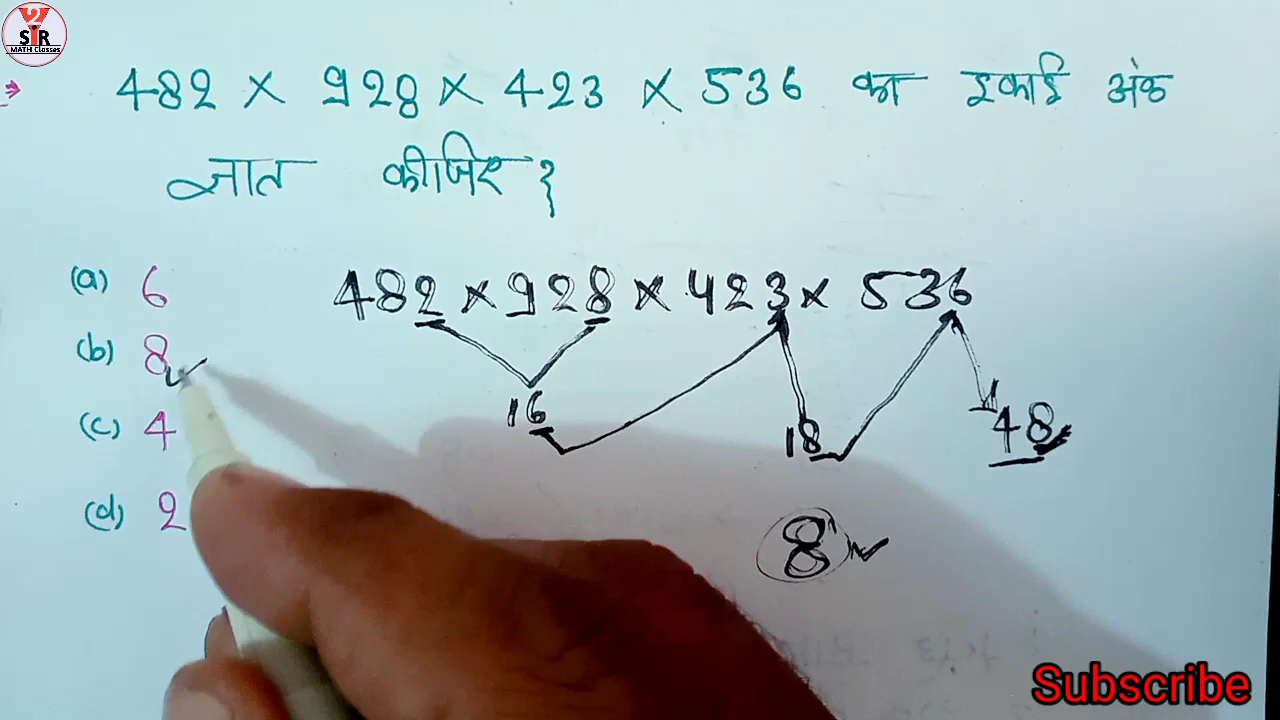 Y2
SIR
MATH Classes
482 × 928 × 423 × 536 का इकाई अंक
ज्ञात कीजिए ?
(a) 6
(b) 8
(c) 4
(d) 2
482 × 928 × 423 × 536
16
18
48
8
Subscribe